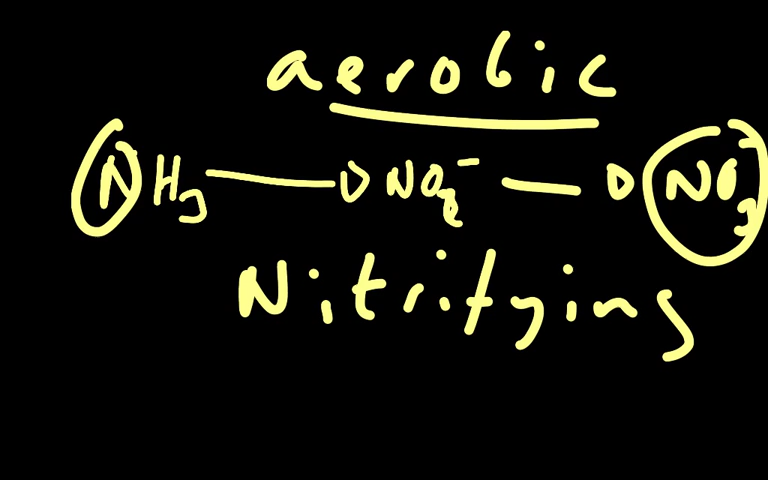 aerobic
NH3 → NO2⁻ → NO3⁻
Nitrifying